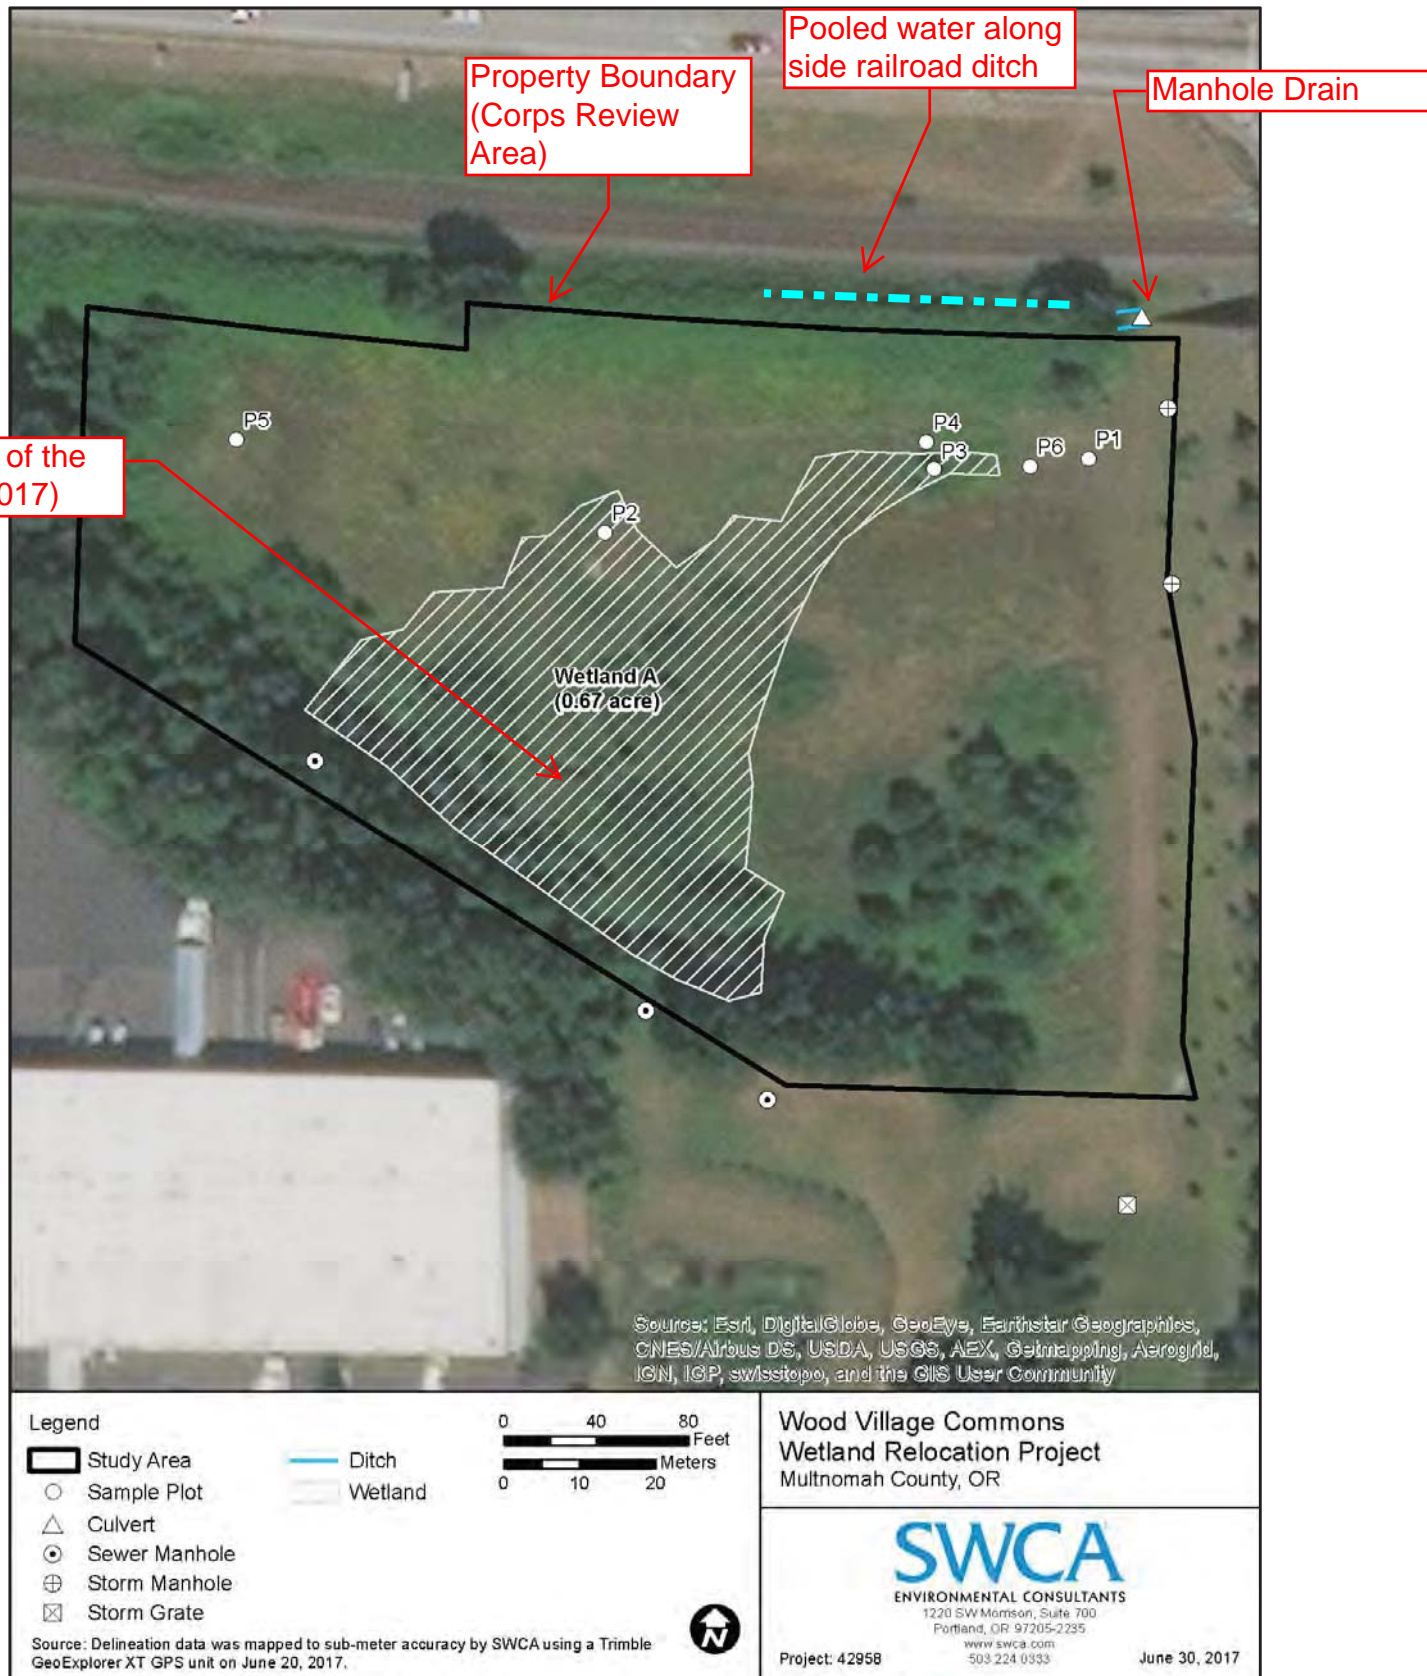 Pooled water along
side railroad ditch
Property Boundary
(Corps Review
Area)
Manhole Drain
of the
017)
P5
P4
P3
P6
P1
P2
Wetland A
(0.67 acre)
Source: Esri, DigitalGlobe, GeoEye, Earthstar Geographics,
CNES/Airbus DS, USDA, USGS, AEX, Getmapping, Aerogrid,
IGN, IGP, swisstopo, and the GIS User Community
Legend
Study Area
Sample Plot
Culvert
Sewer Manhole
Storm Manhole
Storm Grate
Ditch
Wetland
0 40 80
Feet
Meters
0 10 20
N
Source: Delineation data was mapped to sub-meter accuracy by SWCA using a Trimble
GeoExplorer XT GPS unit on June 20, 2017.
Wood Village Commons
Wetland Relocation Project
Multnomah County, OR
SWCA
ENVIRONMENTAL CONSULTANTS
1220 SW Morrison, Suite 700
Portland, OR 97205-2235
www.swca.com
503.224.0333
Project: 42958
June 30, 2017